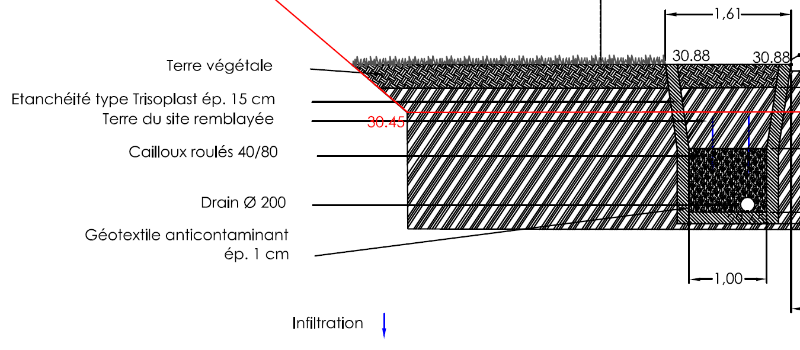 1,61
30.88
30.88
Terre végétale
Etanchéité type Trisoplast ép. 15 cm
Terre du site remblayée
30.45
Cailloux roulés 40/80
Drain Ø 200
Géotextile anticontaminant
ép. 1 cm
1,00
Infiltration